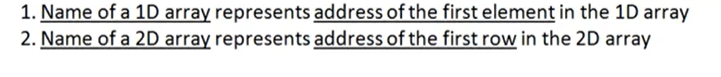 1. Name of a 1D array represents address of the first element in the 1D array
2. Name of a 2D array represents address of the first row in the 2D array